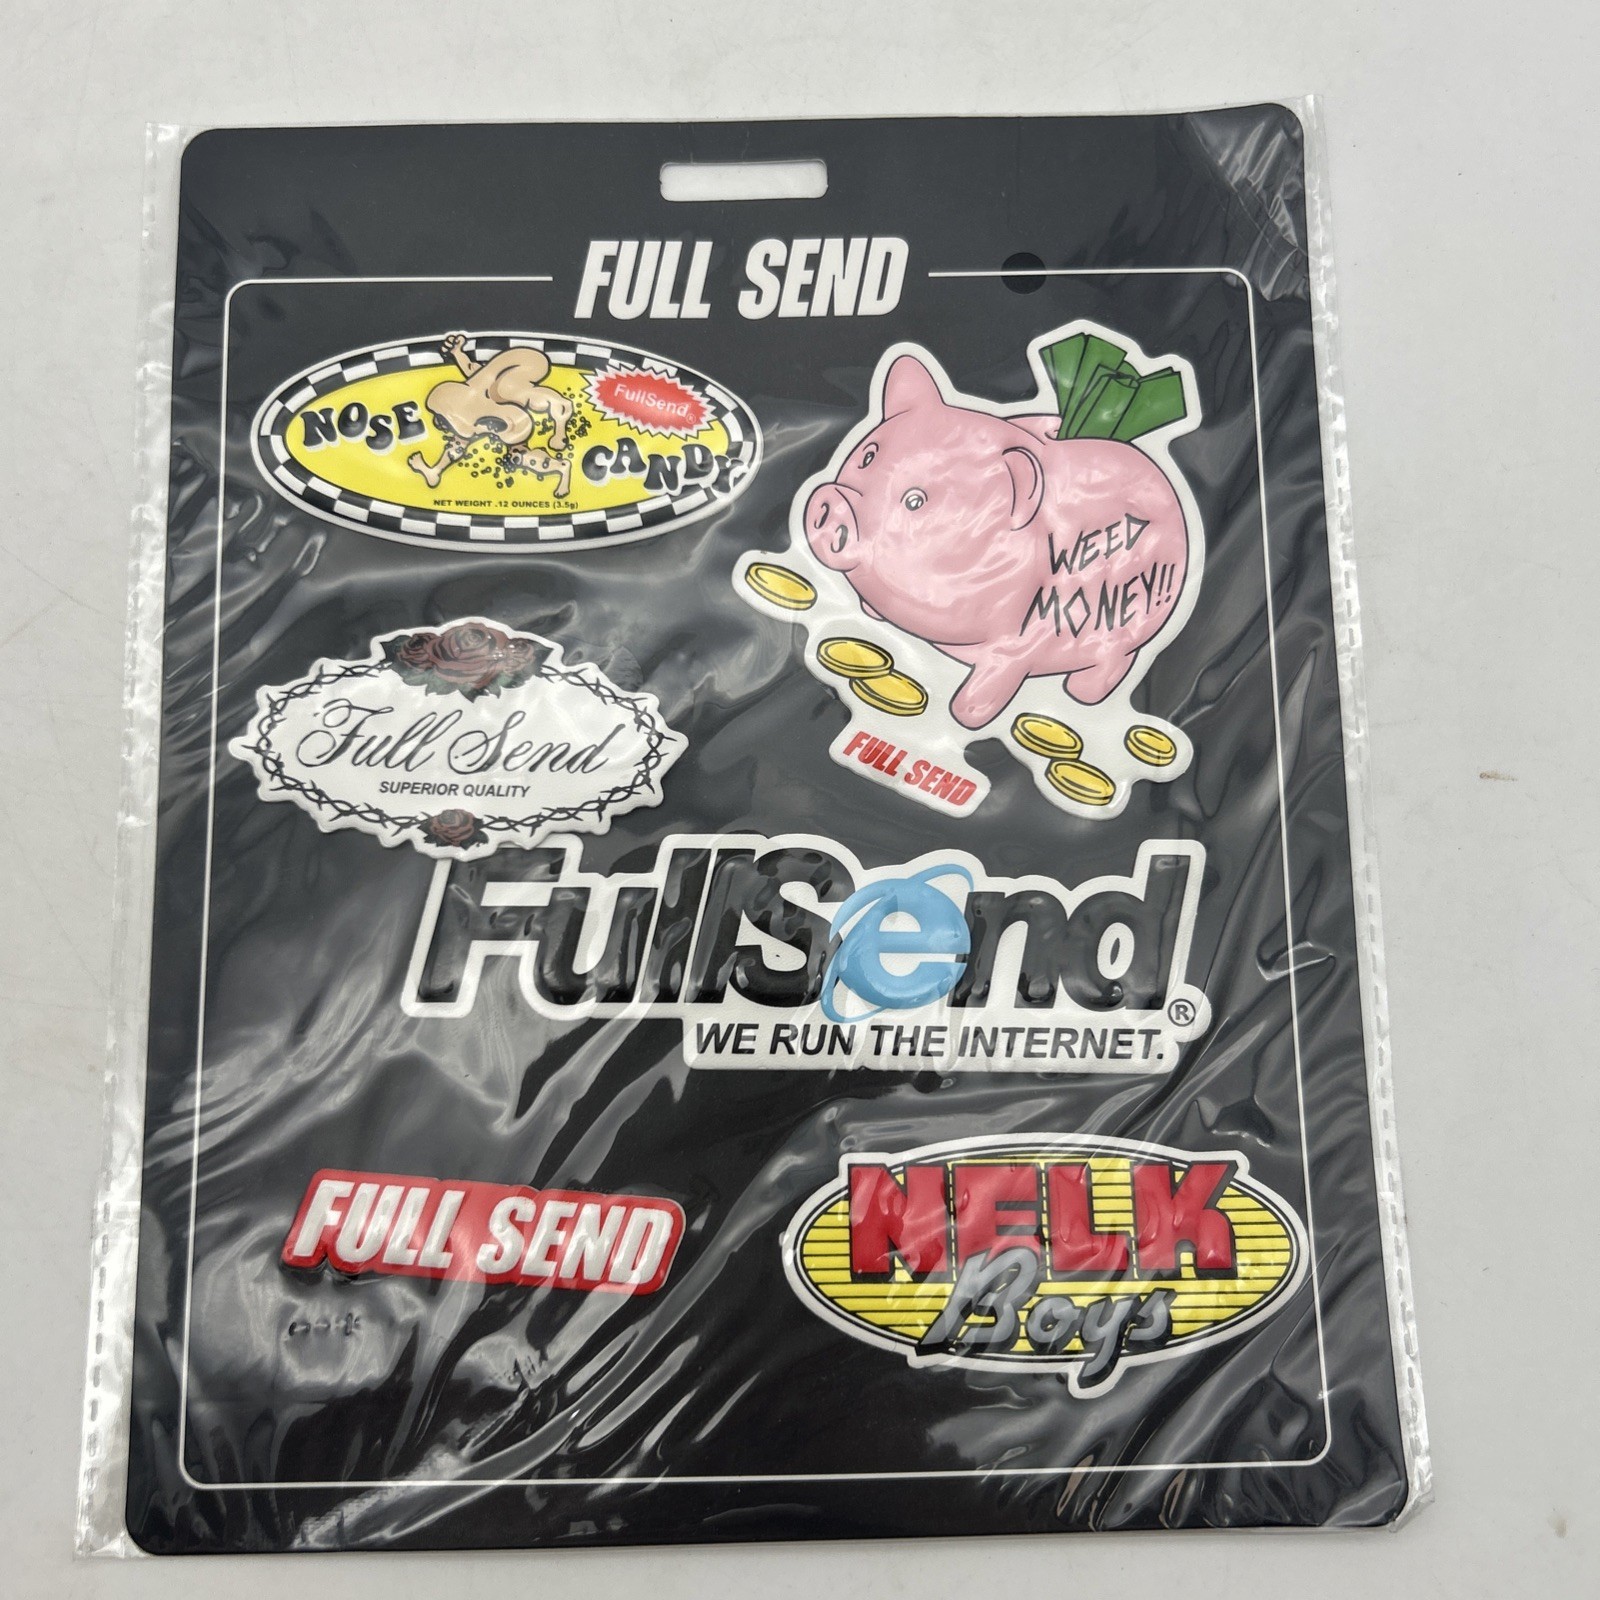 FULL SEND
NOSE
CANDY
FullSend®
NET WEIGHT .12 OUNCES (3.5g)
WEED
MONEY!!
FULL SEND
Full Send
SUPERIOR QUALITY
FullSend®
WE RUN THE INTERNET.
FULL SEND
NELK
Boys